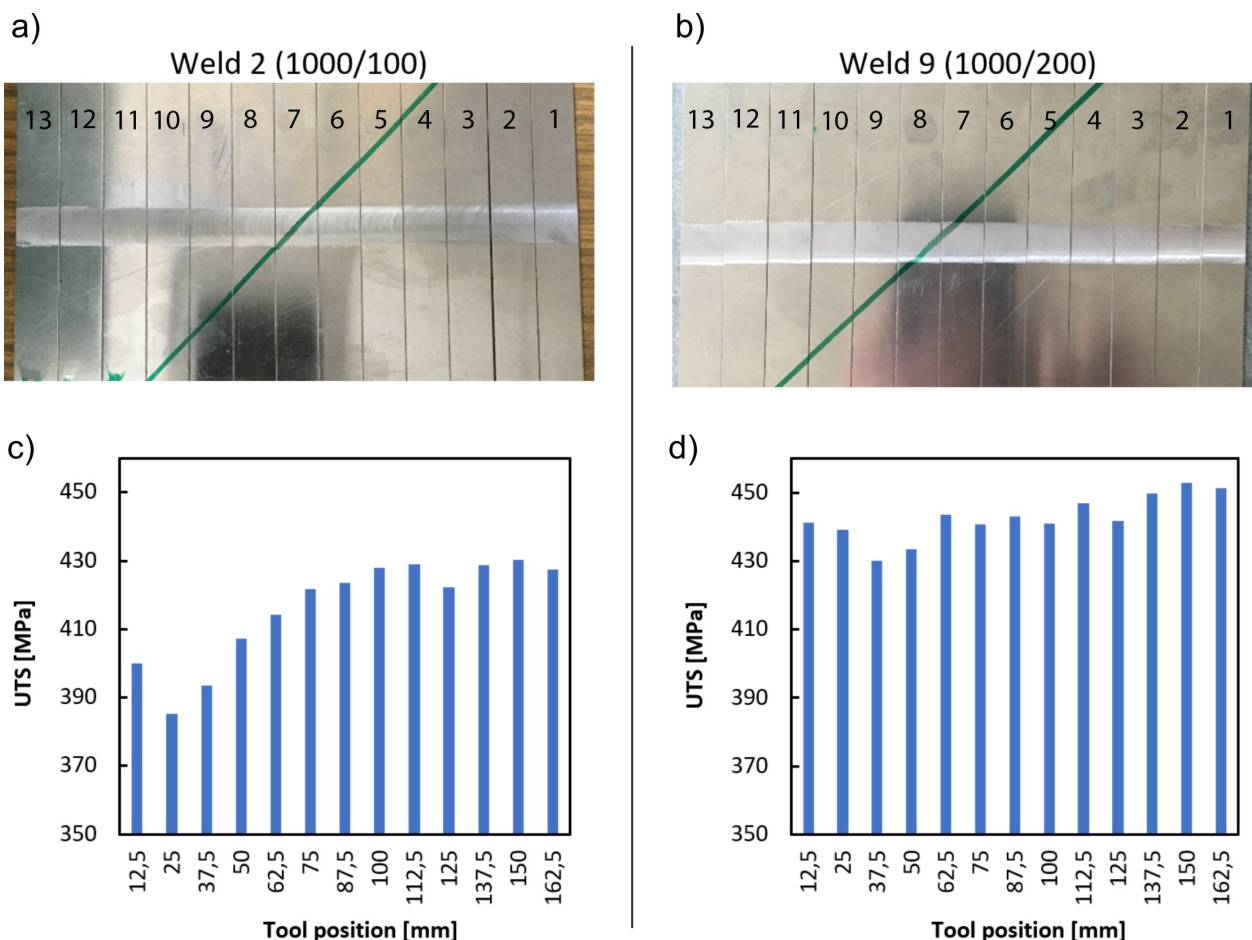 a)
Weld 2 (1000/100)
13 12 11 10 9 8 7 6 5 4 3 2 1
b)
Weld 9 (1000/200)
13 12 11 10 9 8 7 6 5 4 3 2 1
c)
450
430
410
390
370
350
UTS [MPa]
12,5 25 37,5 50 62,5 75 87,5 100 112,5 125 137,5 150 162,5
Tool position [mm]
d)
450
430
410
390
370
350
UTS [MPa]
12,5 25 37,5 50 62,5 75 87,5 100 112,5 125 137,5 150 162,5
Tool position [mm]